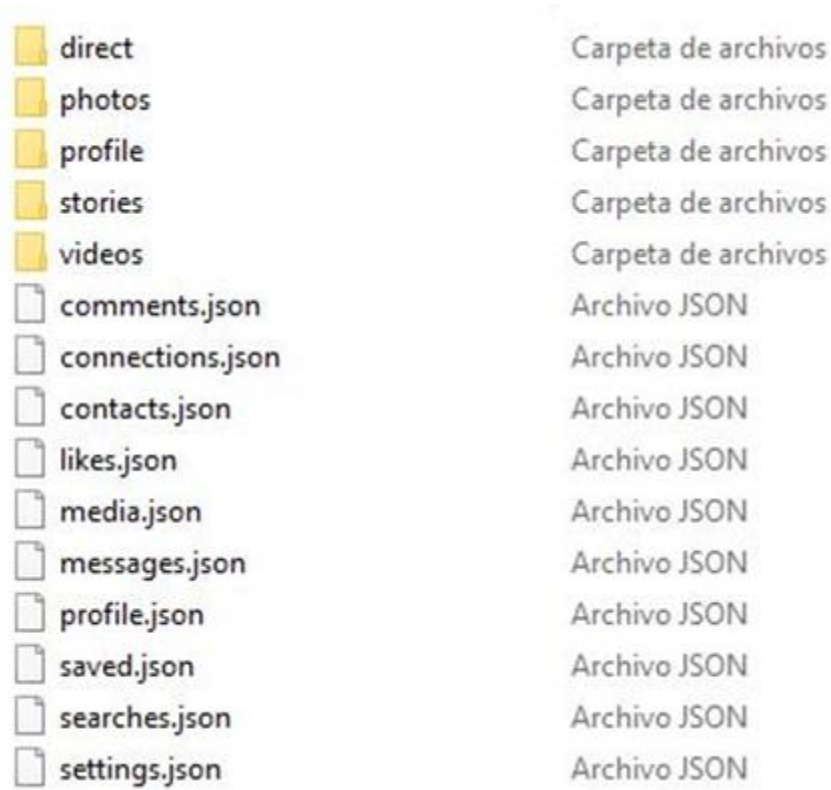 direct Carpeta de archivos
photos Carpeta de archivos
profile Carpeta de archivos
stories Carpeta de archivos
videos Carpeta de archivos
comments.json Archivo JSON
connections.json Archivo JSON
contacts.json Archivo JSON
likes.json Archivo JSON
media.json Archivo JSON
messages.json Archivo JSON
profile.json Archivo JSON
saved.json Archivo JSON
searches.json Archivo JSON
settings.json Archivo JSON